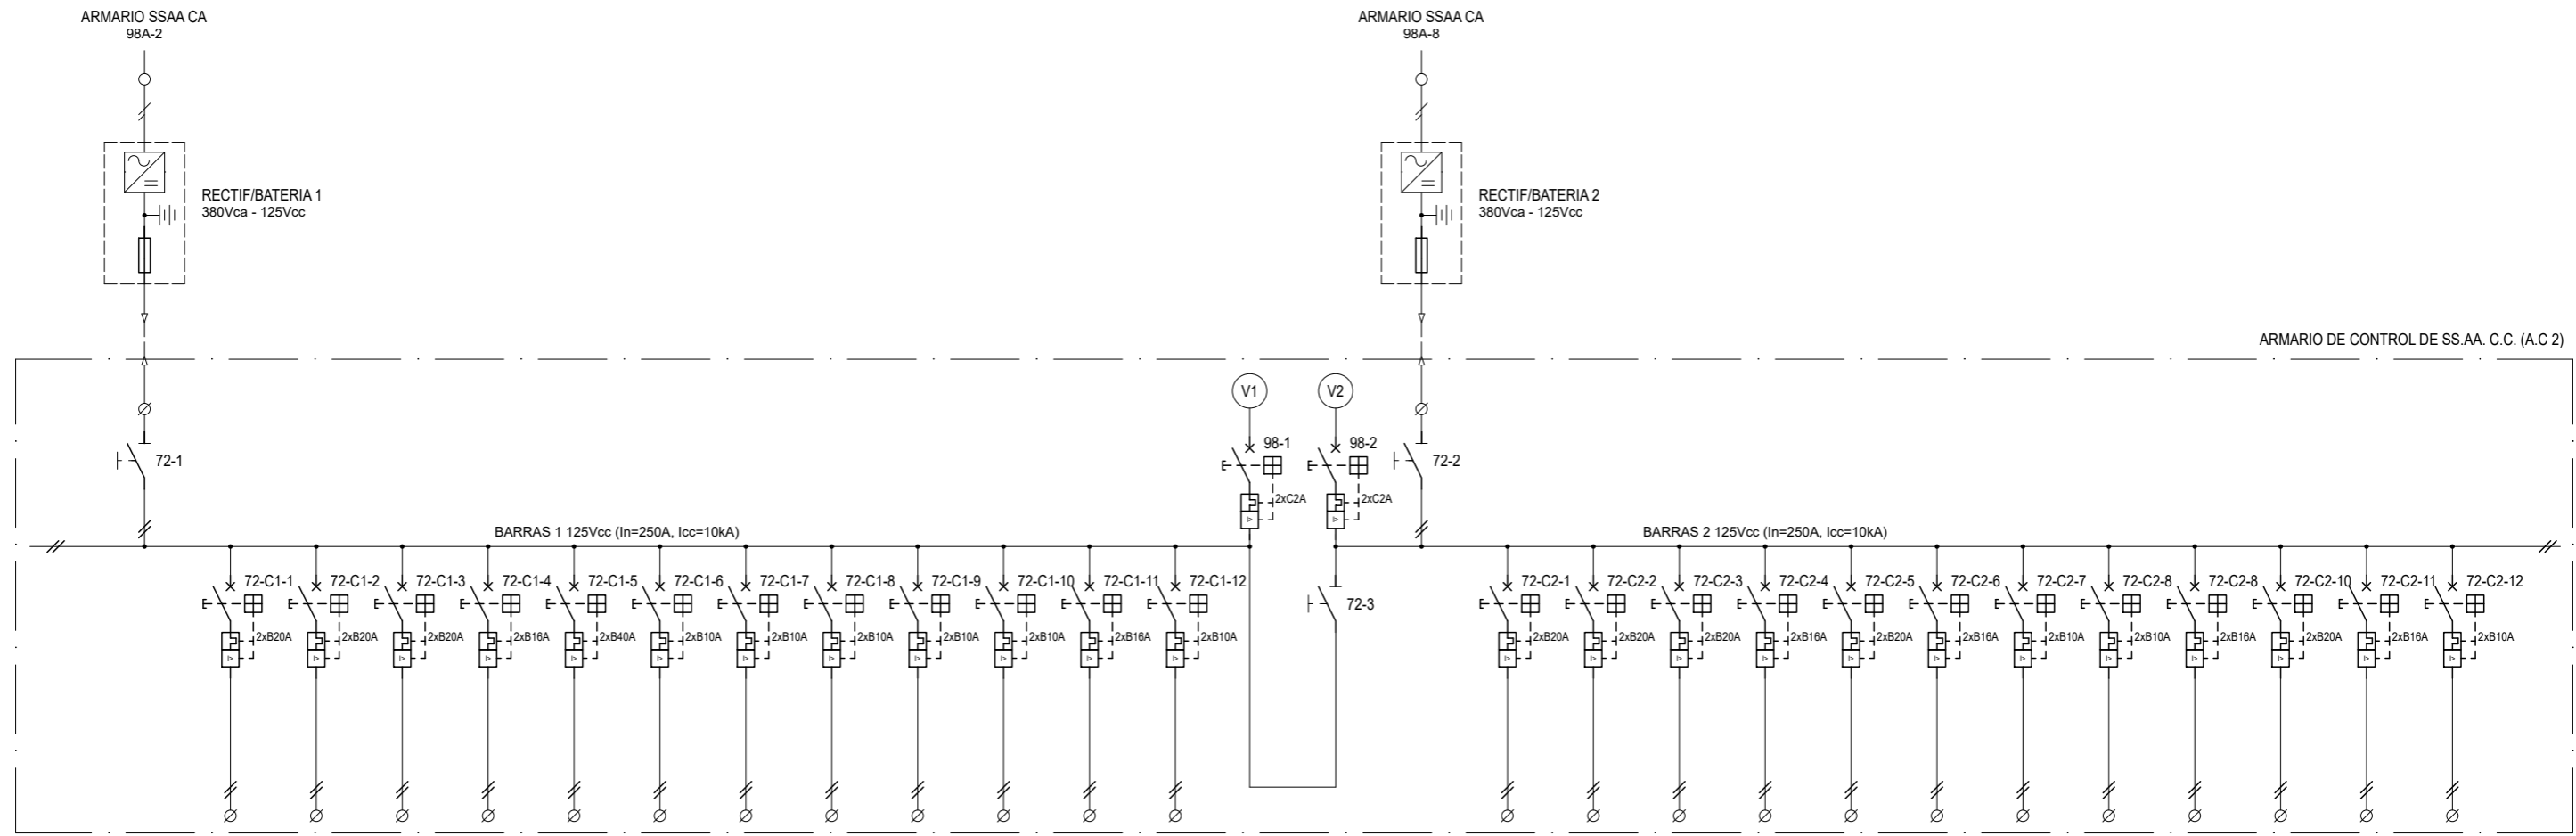 ARMARIO SSAA CA
98A-2
ARMARIO SSAA CA
98A-8
RECTIF/BATERIA 1
380Vca - 125Vcc
RECTIF/BATERIA 2
380Vca - 125Vcc
ARMARIO DE CONTROL DE SS.AA. C.C. (A.C 2)
V1
V2
72-1
98-1
98-2
72-2
2xC2A
2xC2A
BARRAS 1 125Vcc (In=250A, Icc=10kA)
BARRAS 2 125Vcc (In=250A, Icc=10kA)
72-C1-1
72-C1-2
72-C1-3
72-C1-4
72-C1-5
72-C1-6
72-C1-7
72-C1-8
72-C1-9
72-C1-10
72-C1-11
72-C1-12
72-3
72-C2-1
72-C2-2
72-C2-3
72-C2-4
72-C2-5
72-C2-6
72-C2-7
72-C2-8
72-C2-8
72-C2-10
72-C2-11
72-C2-12
2xB20A
2xB20A
2xB20A
2xB16A
2xB40A
2xB10A
2xB10A
2xB10A
2xB10A
2xB10A
2xB16A
2xB10A
2xB20A
2xB20A
2xB20A
2xB16A
2xB20A
2xB16A
2xB10A
2xB10A
2xB16A
2xB20A
2xB16A
2xB10A